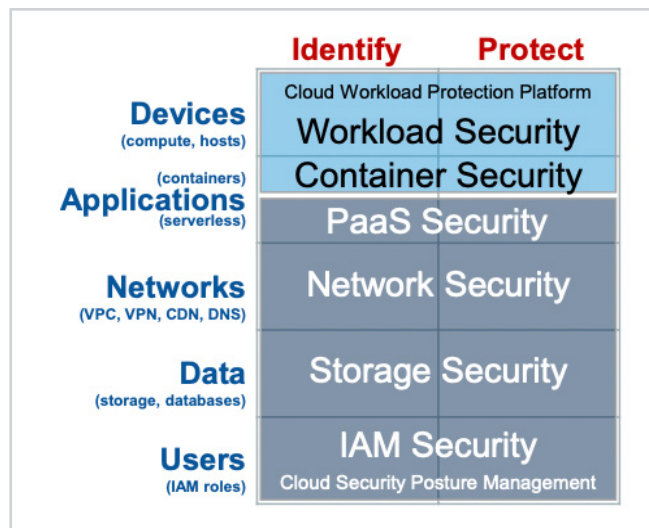 Identify Protect
Cloud Workload Protection Platform
Devices
(compute, hosts)
Workload Security
(containers)
Container Security
Applications
(serverless)
PaaS Security
Networks
(VPC, VPN, CDN, DNS)
Network Security
Data
(storage, databases)
Storage Security
Users
(IAM roles)
IAM Security
Cloud Security Posture Management